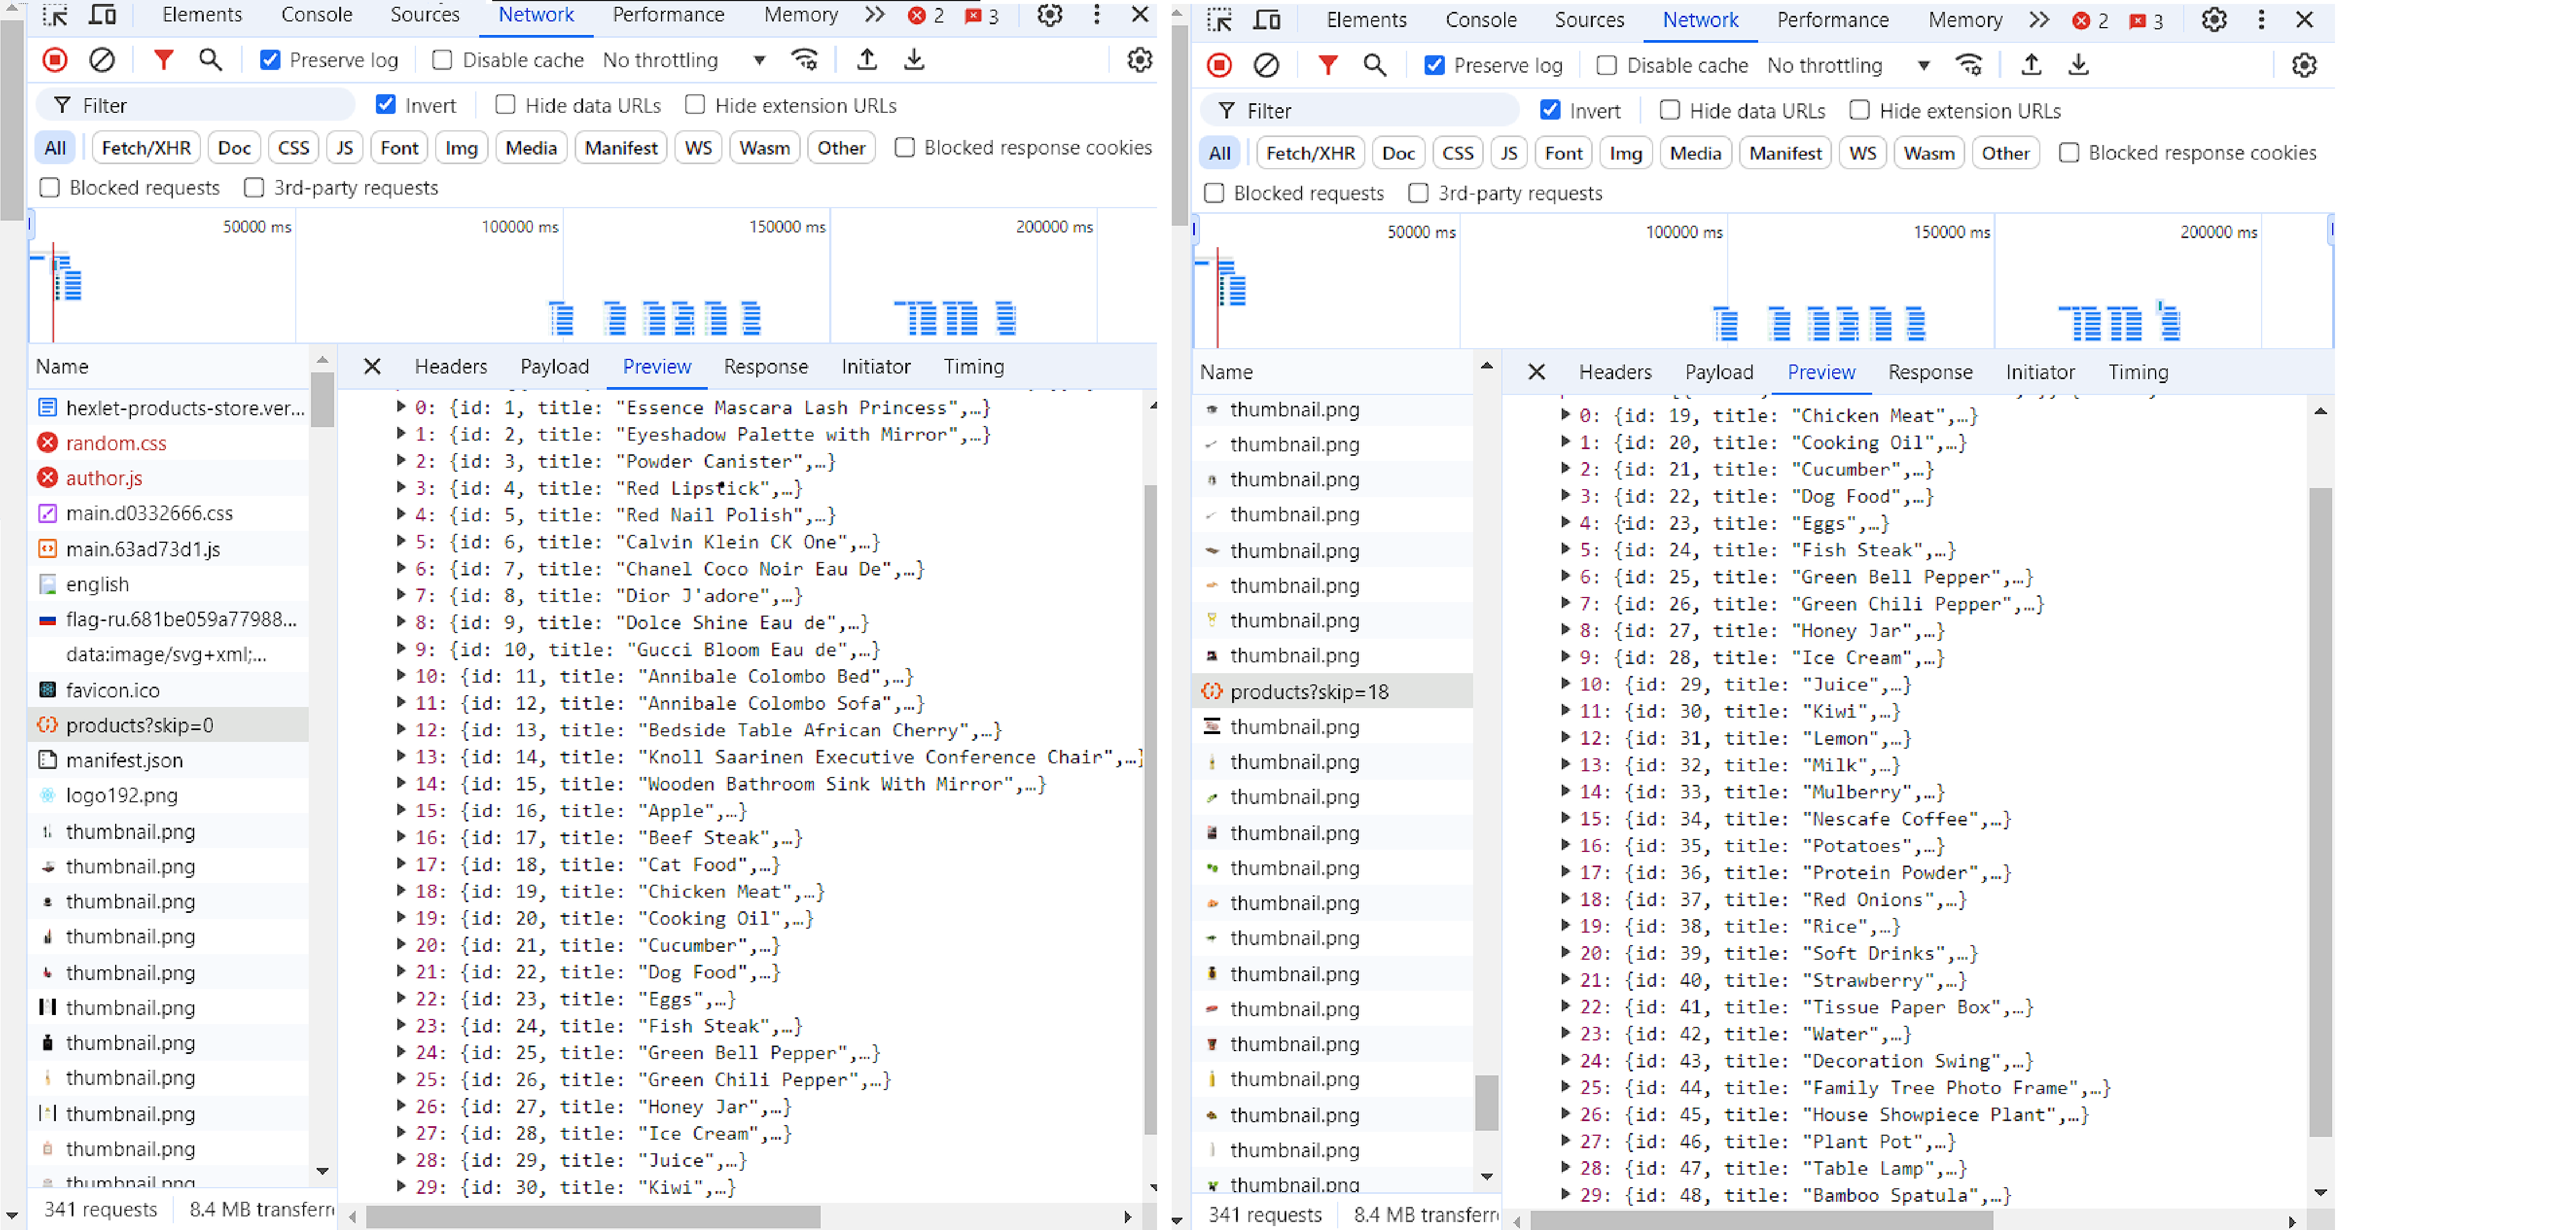 Elements Console Sources Network Performance Memory 2 3
Preserve log Disable cache No throttling
Filter Invert Hide data URLs Hide extension URLs
All Fetch/XHR Doc CSS JS Font Img Media Manifest WS Wasm Other Blocked response cookies
Blocked requests 3rd-party requests
50000 ms 100000 ms 150000 ms 200000 ms
Name
Headers Payload Preview Response Initiator Timing
hexlet-products-store.ver...
random.css
author.js
main.d0332666.css
main.63ad73d1.js
english
flag-ru.681be059a77988...
data:image/svg+xml;...
favicon.ico
products?skip=0
manifest.json
logo192.png
thumbnail.png
thumbnail.png
thumbnail.png
thumbnail.png
thumbnail.png
thumbnail.png
thumbnail.png
thumbnail.png
thumbnail.png
thumbnail.png
thumbnail.png
0: {id: 1, title: "Essence Mascara Lash Princess",…}
1: {id: 2, title: "Eyeshadow Palette with Mirror",…}
2: {id: 3, title: "Powder Canister",…}
3: {id: 4, title: "Red Lipstick",…}
4: {id: 5, title: "Red Nail Polish",…}
5: {id: 6, title: "Calvin Klein CK One",…}
6: {id: 7, title: "Chanel Coco Noir Eau De",…}
7: {id: 8, title: "Dior J'adore",…}
8: {id: 9, title: "Dolce Shine Eau de",…}
9: {id: 10, title: "Gucci Bloom Eau de",…}
10: {id: 11, title: "Annibale Colombo Bed",…}
11: {id: 12, title: "Annibale Colombo Sofa",…}
12: {id: 13, title: "Bedside Table African Cherry",…}
13: {id: 14, title: "Knoll Saarinen Executive Conference Chair",…}
14: {id: 15, title: "Wooden Bathroom Sink With Mirror",…}
15: {id: 16, title: "Apple",…}
16: {id: 17, title: "Beef Steak",…}
17: {id: 18, title: "Cat Food",…}
18: {id: 19, title: "Chicken Meat",…}
19: {id: 20, title: "Cooking Oil",…}
20: {id: 21, title: "Cucumber",…}
21: {id: 22, title: "Dog Food",…}
22: {id: 23, title: "Eggs",…}
23: {id: 24, title: "Fish Steak",…}
24: {id: 25, title: "Green Bell Pepper",…}
25: {id: 26, title: "Green Chili Pepper",…}
26: {id: 27, title: "Honey Jar",…}
27: {id: 28, title: "Ice Cream",…}
28: {id: 29, title: "Juice",…}
29: {id: 30, title: "Kiwi",…}
341 requests 8.4 MB transferr
Elements Console Sources Network Performance Memory 2 3
Preserve log Disable cache No throttling
Filter Invert Hide data URLs Hide extension URLs
All Fetch/XHR Doc CSS JS Font Img Media Manifest WS Wasm Other Blocked response cookies
Blocked requests 3rd-party requests
50000 ms 100000 ms 150000 ms 200000 ms
Name
Headers Payload Preview Response Initiator Timing
thumbnail.png
thumbnail.png
thumbnail.png
thumbnail.png
thumbnail.png
thumbnail.png
thumbnail.png
thumbnail.png
products?skip=18
thumbnail.png
thumbnail.png
thumbnail.png
thumbnail.png
thumbnail.png
thumbnail.png
thumbnail.png
thumbnail.png
thumbnail.png
thumbnail.png
thumbnail.png
thumbnail.png
thumbnail.png
thumbnail.png
0: {id: 19, title: "Chicken Meat",…}
1: {id: 20, title: "Cooking Oil",…}
2: {id: 21, title: "Cucumber",…}
3: {id: 22, title: "Dog Food",…}
4: {id: 23, title: "Eggs",…}
5: {id: 24, title: "Fish Steak",…}
6: {id: 25, title: "Green Bell Pepper",…}
7: {id: 26, title: "Green Chili Pepper",…}
8: {id: 27, title: "Honey Jar",…}
9: {id: 28, title: "Ice Cream",…}
10: {id: 29, title: "Juice",…}
11: {id: 30, title: "Kiwi",…}
12: {id: 31, title: "Lemon",…}
13: {id: 32, title: "Milk",…}
14: {id: 33, title: "Mulberry",…}
15: {id: 34, title: "Nescafe Coffee",…}
16: {id: 35, title: "Potatoes",…}
17: {id: 36, title: "Protein Powder",…}
18: {id: 37, title: "Red Onions",…}
19: {id: 38, title: "Rice",…}
20: {id: 39, title: "Soft Drinks",…}
21: {id: 40, title: "Strawberry",…}
22: {id: 41, title: "Tissue Paper Box",…}
23: {id: 42, title: "Water",…}
24: {id: 43, title: "Decoration Swing",…}
25: {id: 44, title: "Family Tree Photo Frame",…}
26: {id: 45, title: "House Showpiece Plant",…}
27: {id: 46, title: "Plant Pot",…}
28: {id: 47, title: "Table Lamp",…}
29: {id: 48, title: "Bamboo Spatula",…}
341 requests 8.4 MB transferr